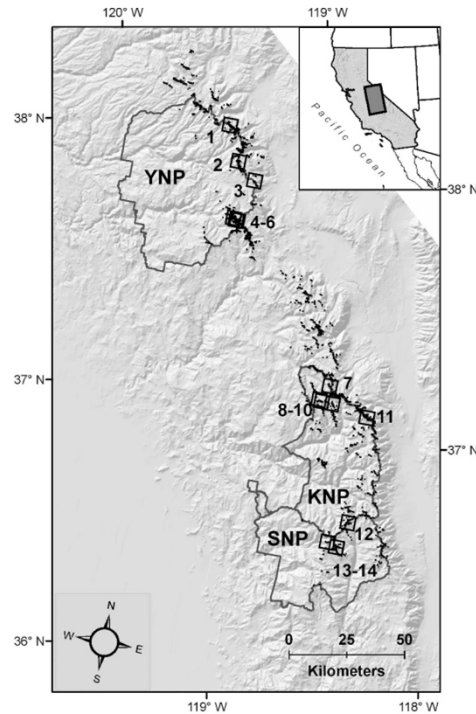 120° W
119° W
38° N
Pacific Ocean
1
2
YNP
3
38° N
4-6
37° N
7
8-10
11
37° N
KNP
SNP
12
13-14
N
W
E
S
0 25 50
Kilometers
36° N
119° W
118° W